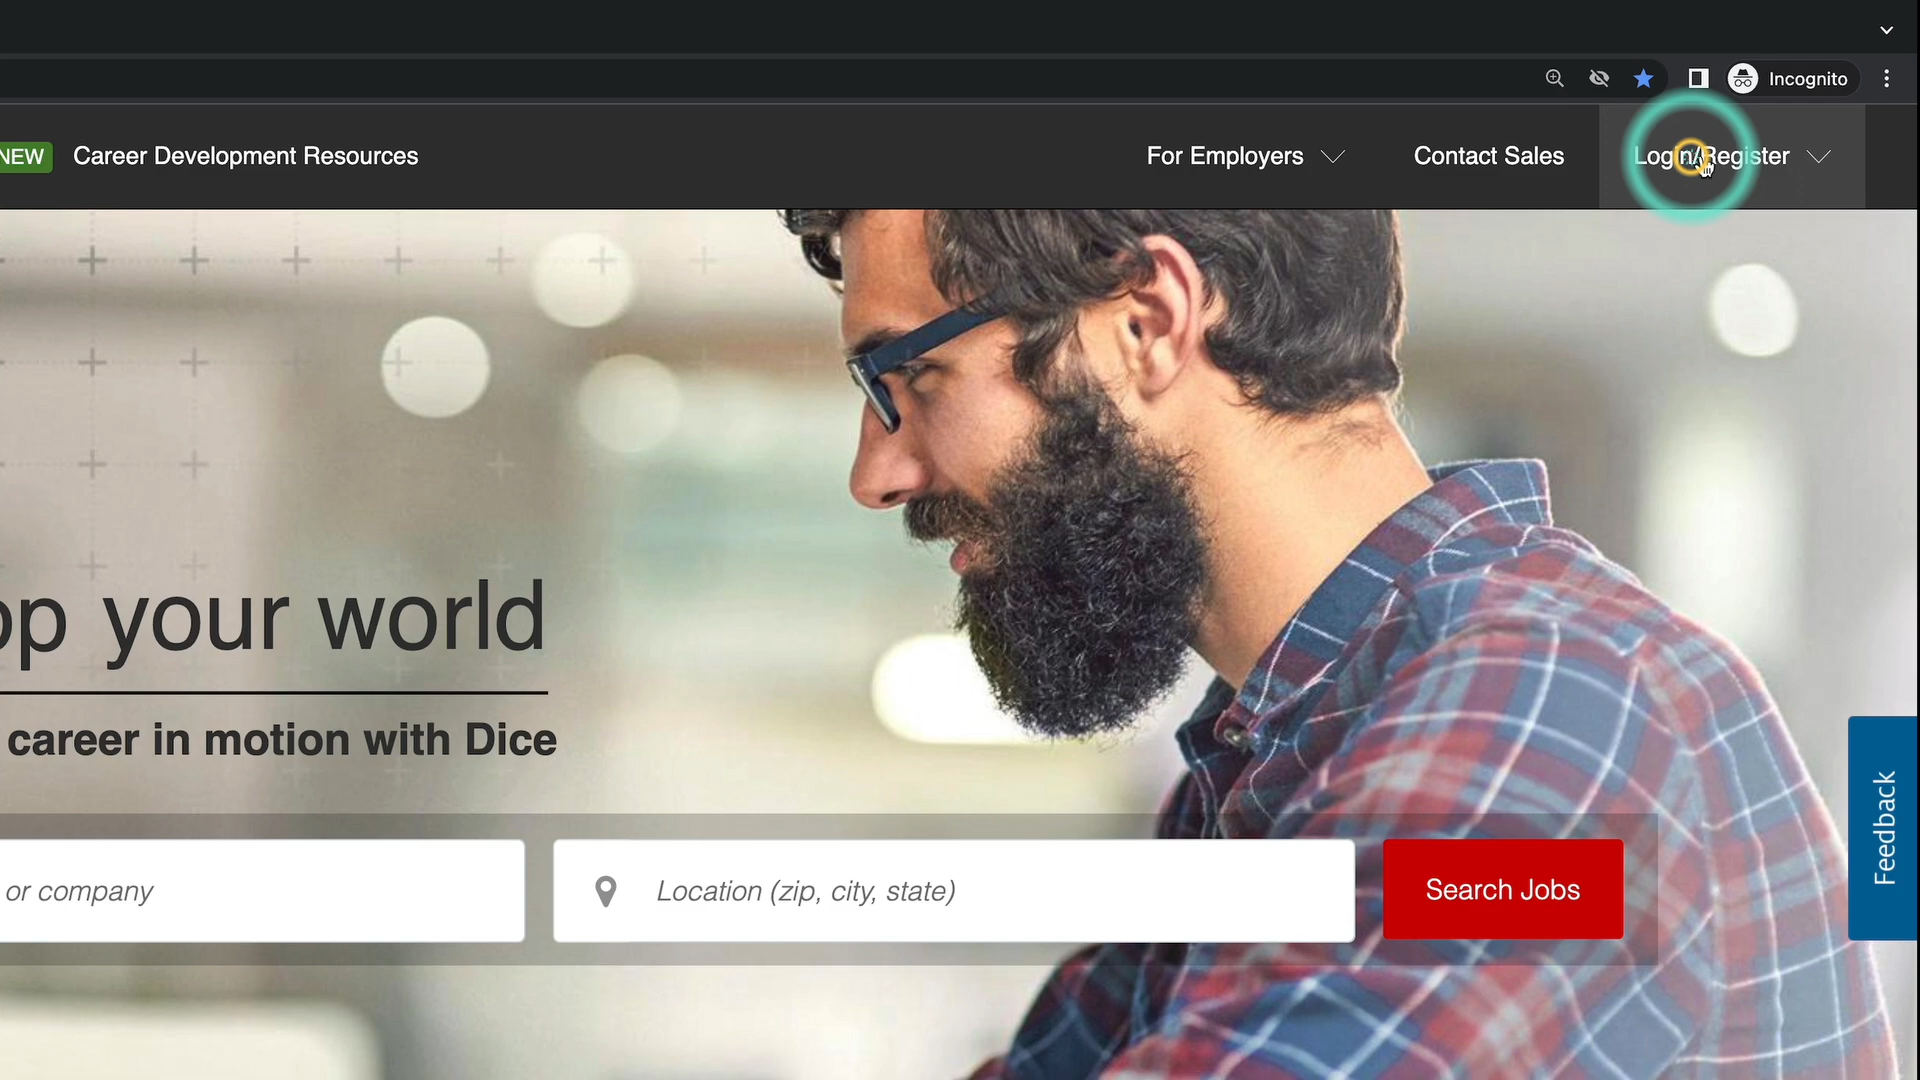 Incognito
NEW Career Development Resources For Employers Contact Sales Login/Register
op your world
career in motion with Dice
or company Location (zip, city, state) Search Jobs
Feedback